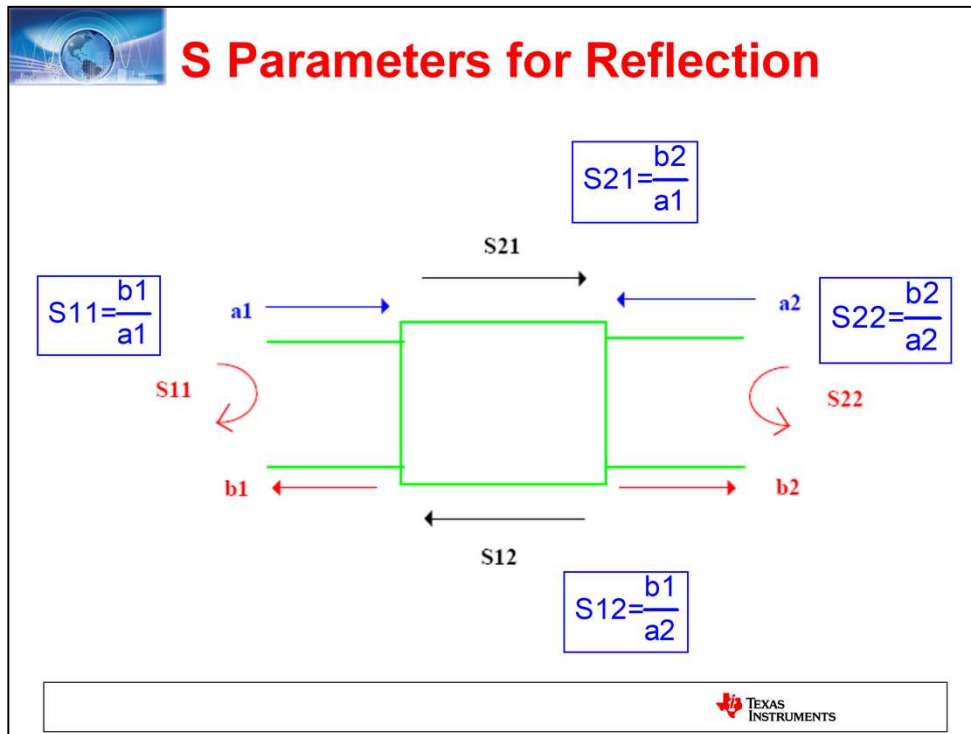 S Parameters for Reflection
S21=b2/a1
S21
S11=b1/a1
a1
a2
S22=b2/a2
S11
S22
b1
b2
S12
S12=b1/a2
TEXAS
INSTRUMENTS